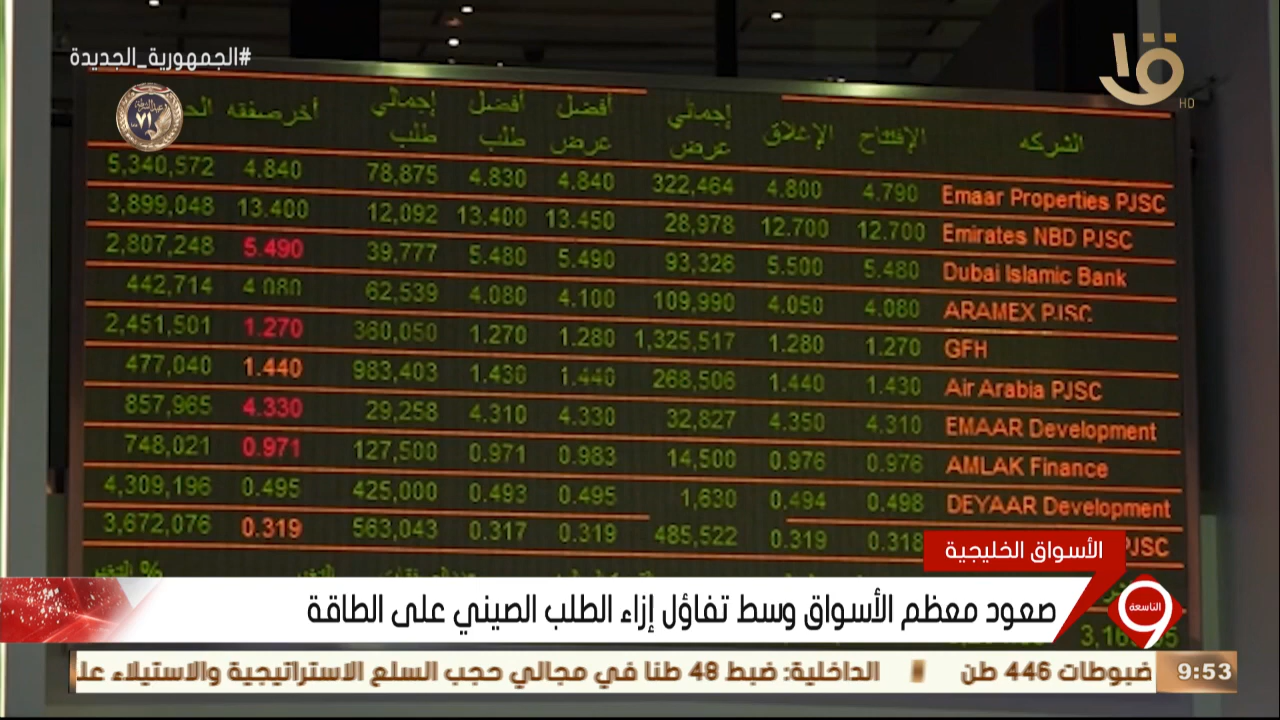 #الجمهورية_الجديدة
HD
الشركه الإفتتاح الإغلاق إجمالي عرض أفضل عرض أفضل طلب إجمالي طلب أخرصفقه
Emaar Properties PJSC 4.790 4.800 322,464 4.840 4.830 78,875 4.840 5,340,572
Emirates NBD PJSC 12.700 12.700 28,978 13.450 13.400 12,092 13.400 3,899,048
Dubai Islamic Bank 5.480 5.500 93,326 5.490 5.480 39,777 5.490 2,807,248
ARAMEX PJSC 4.080 4.050 109,990 4.100 4.080 62,539 4.080 442,714
GFH 1.270 1.280 1,325,517 1.280 1.270 360,050 1.270 2,451,501
Air Arabia PJSC 1.430 1.440 268,506 1.440 1.430 983,403 1.440 477,040
EMAAR Development 4.310 4.350 32,827 4.330 4.310 29,258 4.330 857,965
AMLAK Finance 0.976 0.976 14,500 0.983 0.971 127,500 0.971 748,021
DEYAAR Development 0.498 0.494 1,630 0.495 0.493 425,000 0.495 4,309,196
PJSC 0.318 0.319 485,522 0.319 0.317 563,043 0.319 3,672,076
الأسواق الخليجية
التاسعة
صعود معظم الأسواق وسط تفاؤل إزاء الطلب الصيني على الطاقة
9:53
ضبوطات 446 طن الداخلية: ضبط 48 طنا في مجالي حجب السلع الاستراتيجية والاستيلاء عل